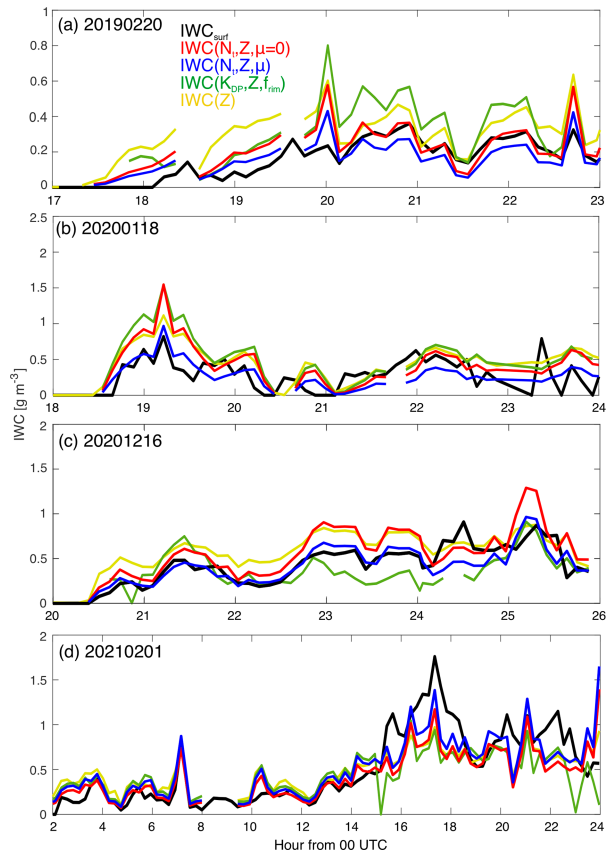 (a) 20190220
IWC_surf
IWC(N_t,Z,μ=0)
IWC(N_t,Z,μ)
IWC(K_DP,Z,f_rim)
IWC(Z)
1
0.8
0.6
0.4
0.2
0
17 18 19 20 21 22 23
(b) 20200118
2.5
2
1.5
1
0.5
0
18 19 20 21 22 23 24
IWC [g m⁻³]
(c) 20201216
2
1.5
1
0.5
0
20 21 22 23 24 25 26
(d) 20210201
2
1.5
1
0.5
0
2 4 6 8 10 12 14 16 18 20 22 24
Hour from 00 UTC